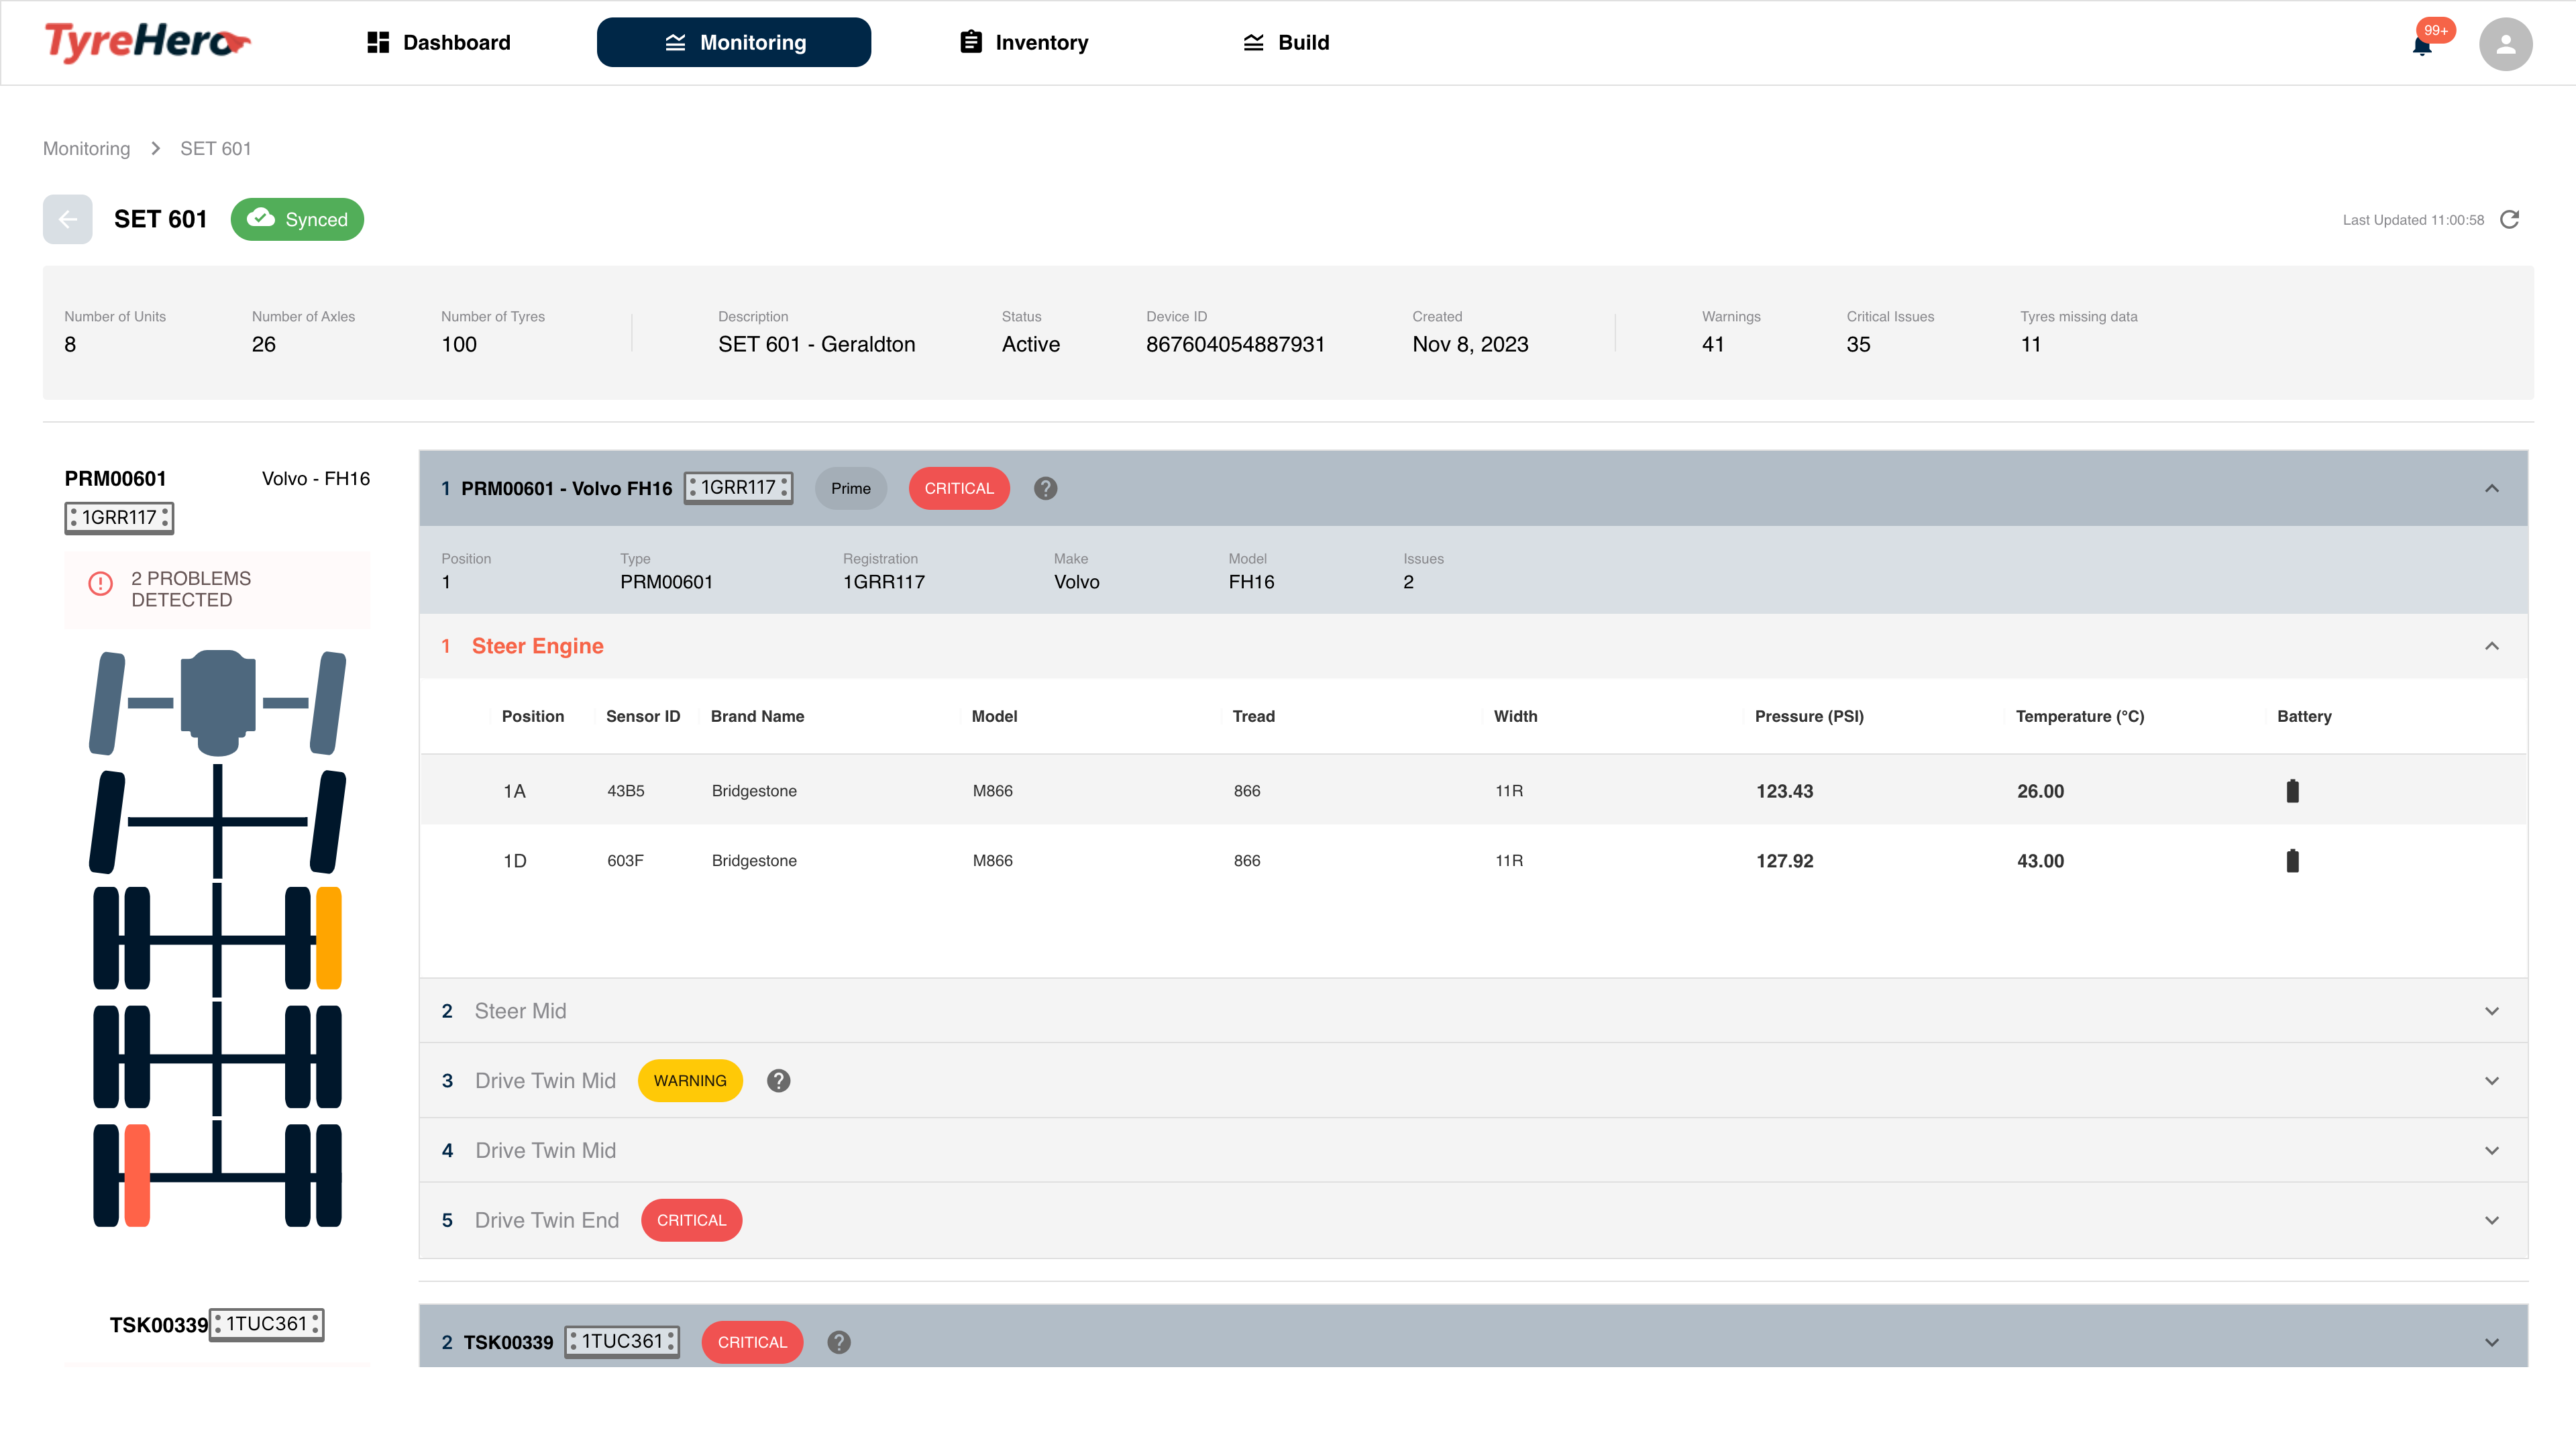 TyreHero
Dashboard
Monitoring
Inventory
Build
99+
Monitoring
SET 601
SET 601
Synced
Last Updated 11:00:58
Number of Units
8
Number of Axles
26
Number of Tyres
100
Description
SET 601 - Geraldton
Status
Active
Device ID
867604054887931
Created
Nov 8, 2023
Warnings
41
Critical Issues
35
Tyres missing data
11
PRM00601
Volvo - FH16
1GRR117
2 PROBLEMS
DETECTED
1 PRM00601 - Volvo FH16 1GRR117 Prime CRITICAL ?
Position
1
Type
PRM00601
Registration
1GRR117
Make
Volvo
Model
FH16
Issues
2
1 Steer Engine
Position Sensor ID Brand Name Model Tread Width Pressure (PSI) Temperature (°C) Battery
1A 43B5 Bridgestone M866 866 11R 123.43 26.00
1D 603F Bridgestone M866 866 11R 127.92 43.00
2 Steer Mid
3 Drive Twin Mid WARNING ?
4 Drive Twin Mid
5 Drive Twin End CRITICAL
TSK00339 1TUC361
2 TSK00339 1TUC361 CRITICAL ?